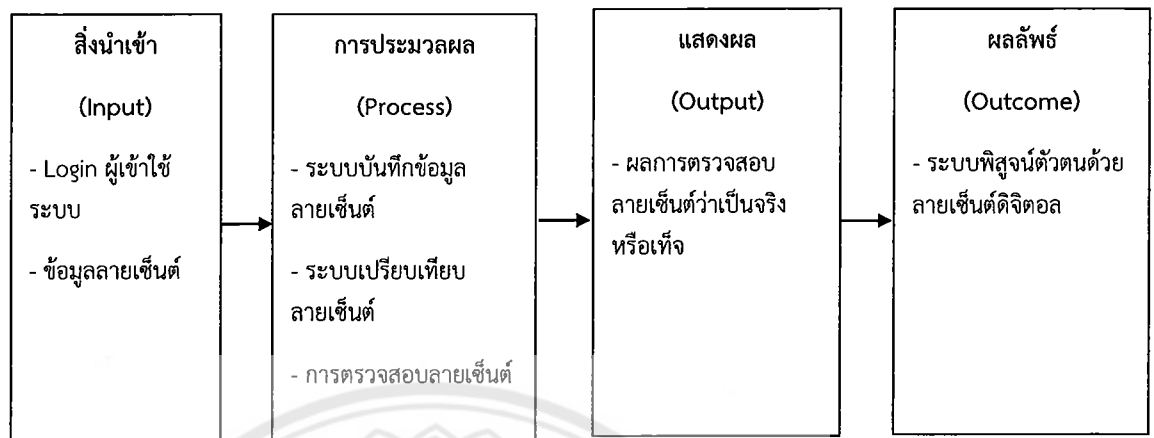 สิ่งนำเข้า
(Input)
- Login ผู้เข้าใช้
ระบบ
- ข้อมูลลายเซ็นต์
การประมวลผล
(Process)
- ระบบบันทึกข้อมูล
ลายเซ็นต์
- ระบบเปรียบเทียบ
ลายเซ็นต์
- การตรวจสอบลายเซ็นต์
แสดงผล
(Output)
- ผลการตรวจสอบ
ลายเซ็นต์ว่าเป็นจริง
หรือเท็จ
ผลลัพธ์
(Outcome)
- ระบบพิสูจน์ตัวตนด้วย
ลายเซ็นต์ดิจิตอล